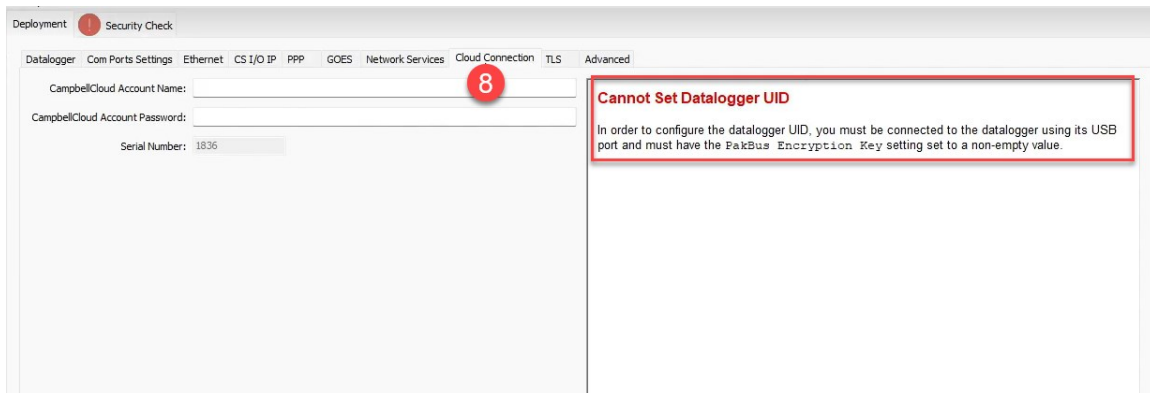 Deployment ! Security Check
Datalogger Com Ports Settings Ethernet CS I/O IP PPP GOES Network Services Cloud Connection TLS Advanced
8
CampbellCloud Account Name:
CampbellCloud Account Password:
Serial Number: 1836
Cannot Set Datalogger UID
In order to configure the datalogger UID, you must be connected to the datalogger using its USB
port and must have the PakBus Encryption Key setting set to a non-empty value.